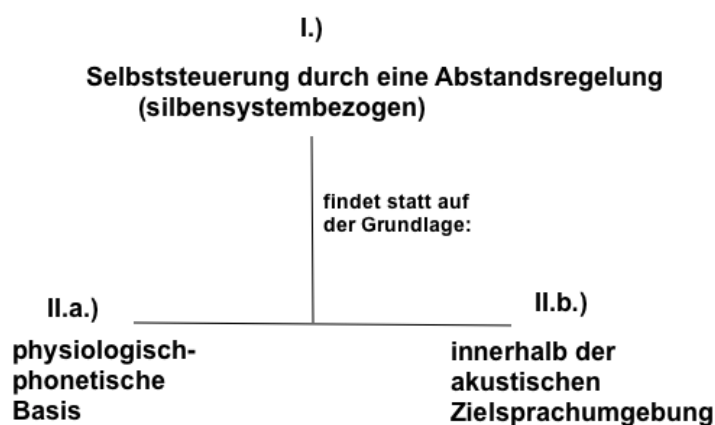 I.)
Selbststeuerung durch eine Abstandsregelung
(silbensystembezogen)
findet statt auf
der Grundlage:
II.a.)
physiologisch-
phonetische
Basis
II.b.)
innerhalb der
akustischen
Zielsprachumgebung